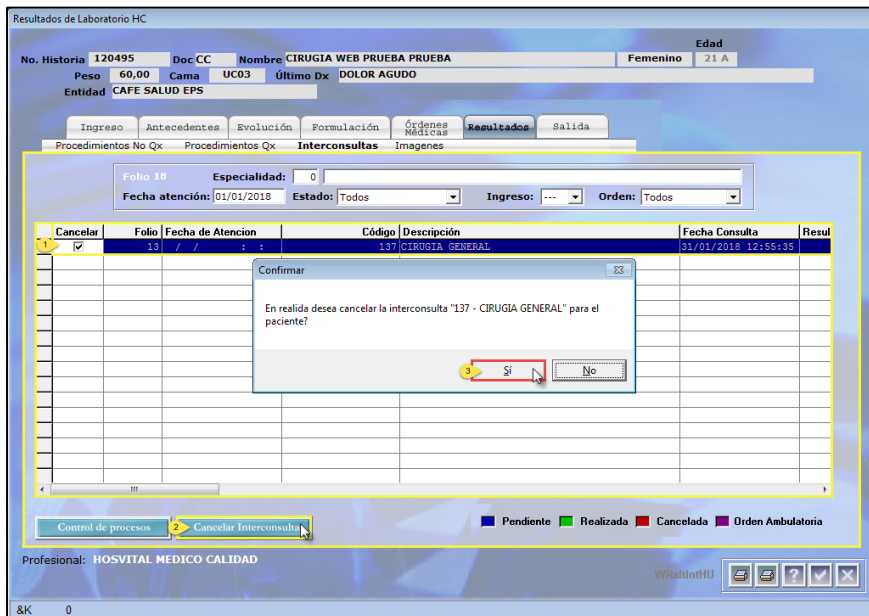 Resultados de Laboratorio HC
Edad
No. Historia 120495 Doc CC Nombre CIRUGIA WEB PRUEBA PRUEBA Femenino 21 A
Peso 60,00 Cama UC03 Último Dx DOLOR AGUDO
Entidad CAFE SALUD EPS
Ingreso Antecedentes Evolución Formulación Órdenes Médicas Resultados Salida
Procedimientos No Qx Procedimientos Qx Interconsultas Imagenes
Folio 18 Especialidad: 0
Fecha atención: 01/01/2018 Estado: Todos Ingreso: --- Orden: Todos
Cancelar Folio Fecha de Atencion Código Descripción Fecha Consulta Resul
1 13 / / : : 137 CIRUGIA GENERAL 31/01/2018 12:55:35
Confirmar
En realida desea cancelar la interconsulta "137 - CIRUGIA GENERAL" para el
paciente?
3 Sí No
Control de procesos 2 Cancelar Interconsulta Pendiente Realizada Cancelada Orden Ambulatoria
Profesional: HOSVITAL MEDICO CALIDAD
WRsltIntHU
&K 0